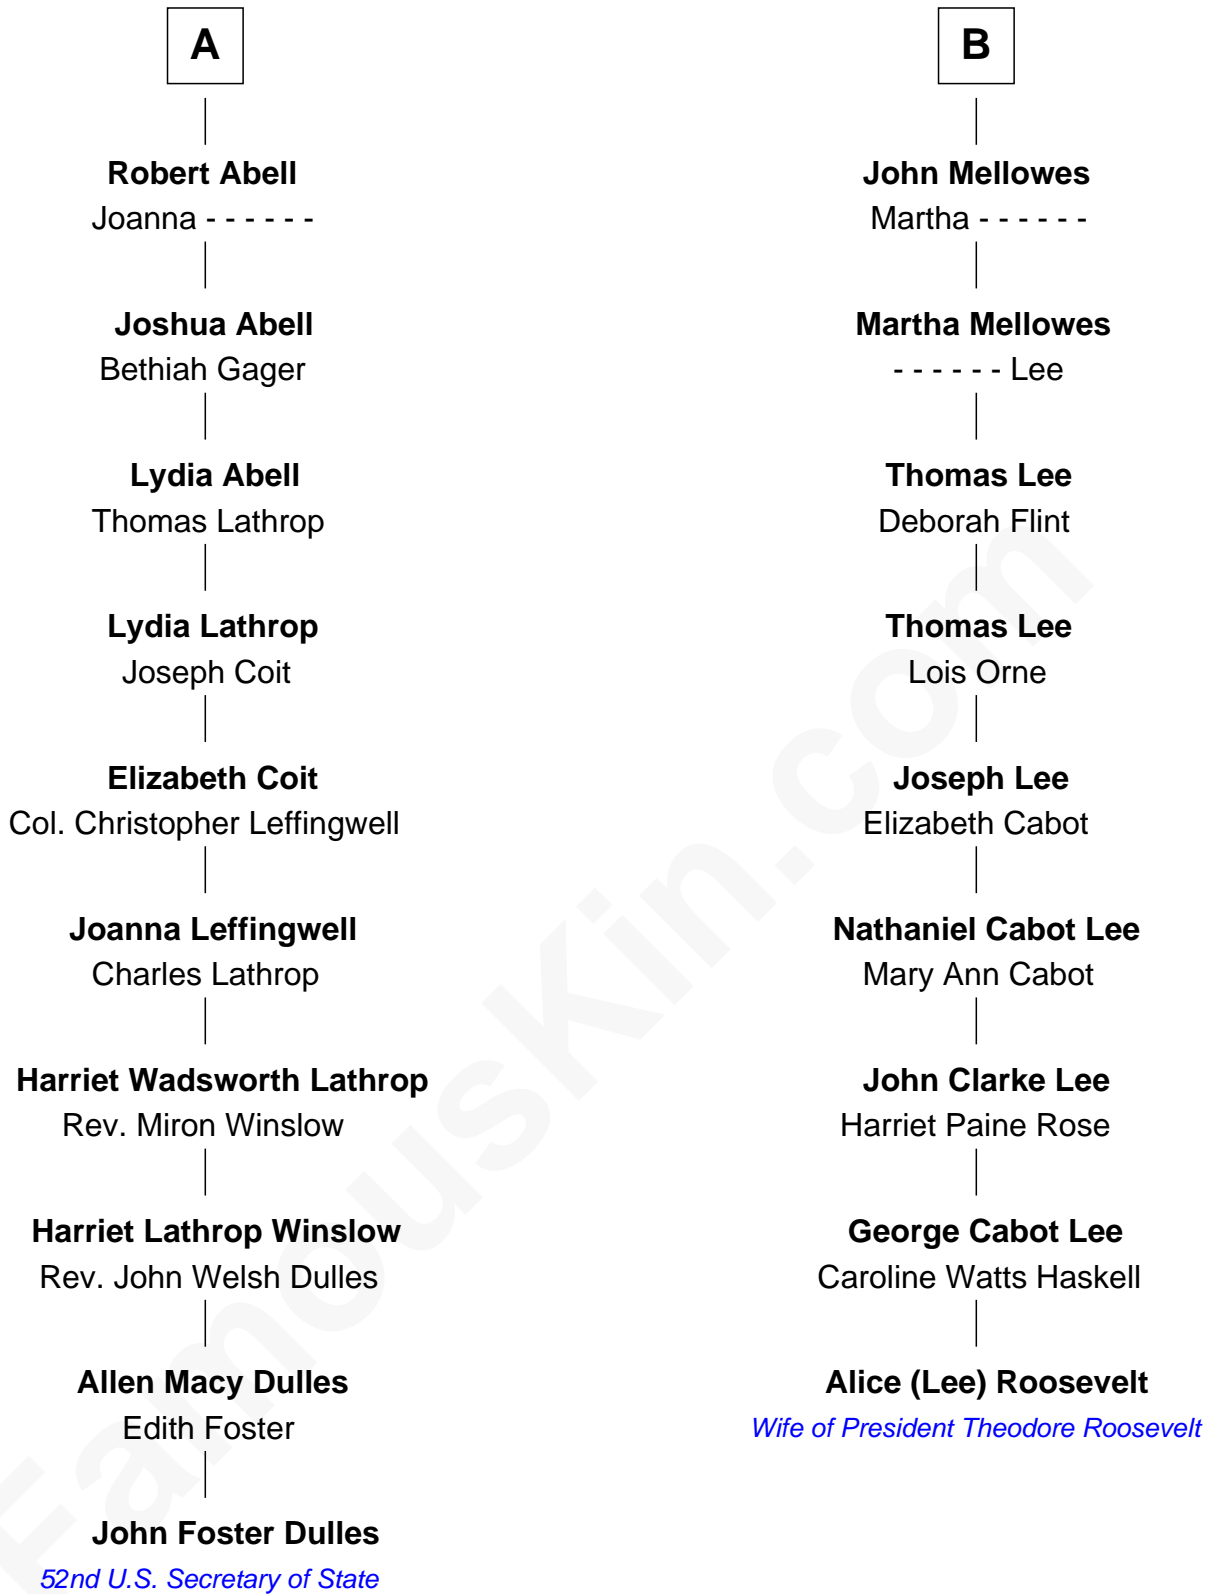 A
Robert Abell
Joanna - - - - - -
Joshua Abell
Bethiah Gager
Lydia Abell
Thomas Lathrop
Lydia Lathrop
Joseph Coit
Elizabeth Coit
Col. Christopher Leffingwell
Joanna Leffingwell
Charles Lathrop
Harriet Wadsworth Lathrop
Rev. Miron Winslow
Harriet Lathrop Winslow
Rev. John Welsh Dulles
Allen Macy Dulles
Edith Foster
John Foster Dulles
52nd U.S. Secretary of State
B
John Mellowes
Martha - - - - - -
Martha Mellowes
- - - - - - Lee
Thomas Lee
Deborah Flint
Thomas Lee
Lois Orne
Joseph Lee
Elizabeth Cabot
Nathaniel Cabot Lee
Mary Ann Cabot
John Clarke Lee
Harriet Paine Rose
George Cabot Lee
Caroline Watts Haskell
Alice (Lee) Roosevelt
Wife of President Theodore Roosevelt
FamousKin.com